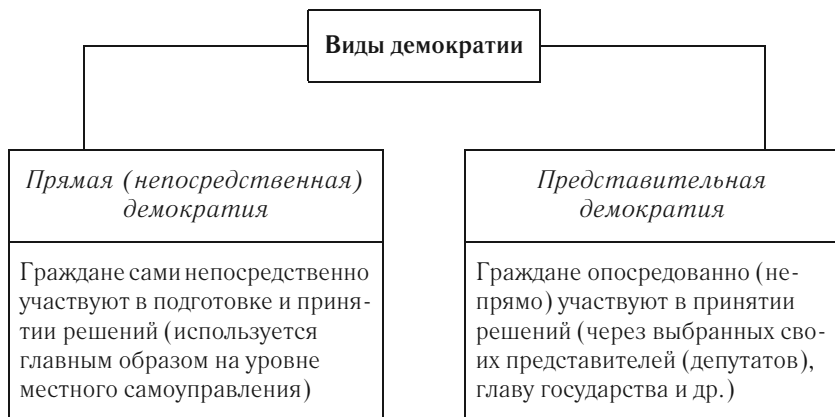 Виды демократии
Прямая (непосредственная)
демократия
Граждане сами непосредственно
участвуют в подготовке и приня-
тии решений (используется
главным образом на уровне
местного самоуправления)
Представительная
демократия
Граждане опосредованно (не-
прямо) участвуют в принятии
решений (через выбранных сво-
их представителей (депутатов),
главу государства и др.)